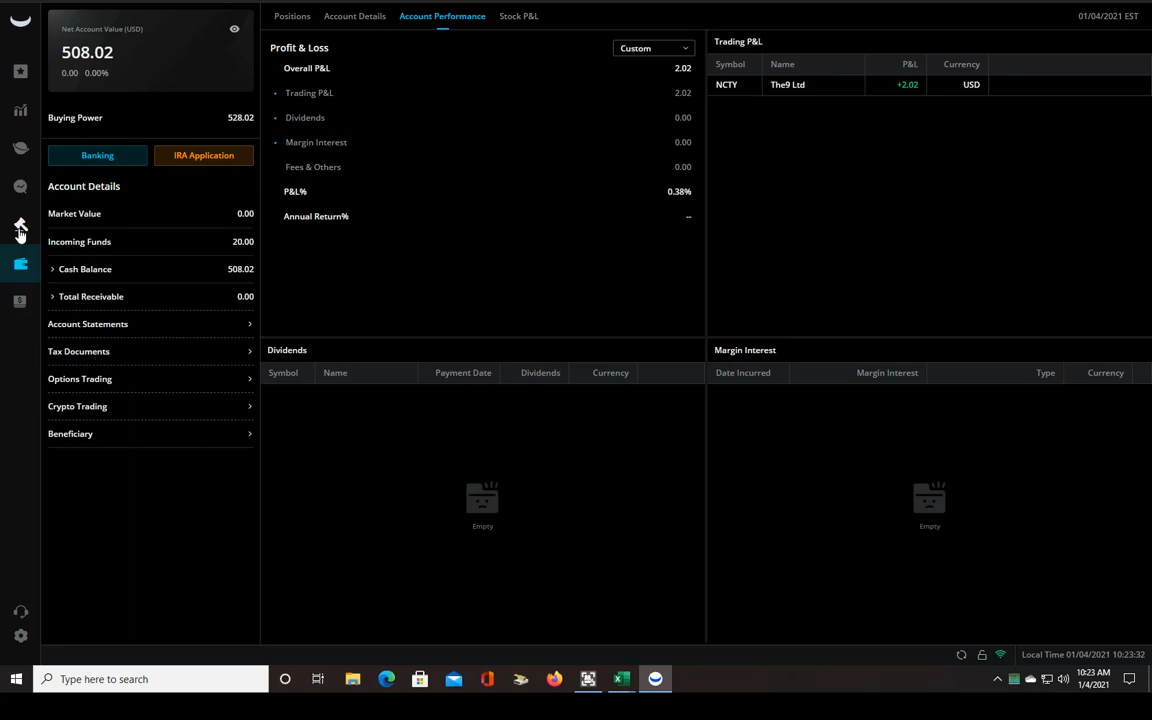 Net Account Value (USD)
508.02
0.00 0.00%
Buying Power 528.02
Banking IRA Application
Account Details
Market Value 0.00
Incoming Funds 20.00
Cash Balance 508.02
Total Receivable 0.00
Account Statements
Tax Documents
Options Trading
Crypto Trading
Beneficiary
Positions Account Details Account Performance Stock P&L 01/04/2021 EST
Profit & Loss Custom
Overall P&L 2.02
Trading P&L 2.02
Dividends 0.00
Margin Interest 0.00
Fees & Others 0.00
P&L% 0.38%
Annual Return% --
Trading P&L
Symbol Name P&L Currency
NCTY The9 Ltd +2.02 USD
Dividends
Symbol Name Payment Date Dividends Currency
Empty
Margin Interest
Date Incurred Margin Interest Type Currency
Empty
Local Time 01/04/2021 10:23:32
Type here to search
10:23 AM
1/4/2021